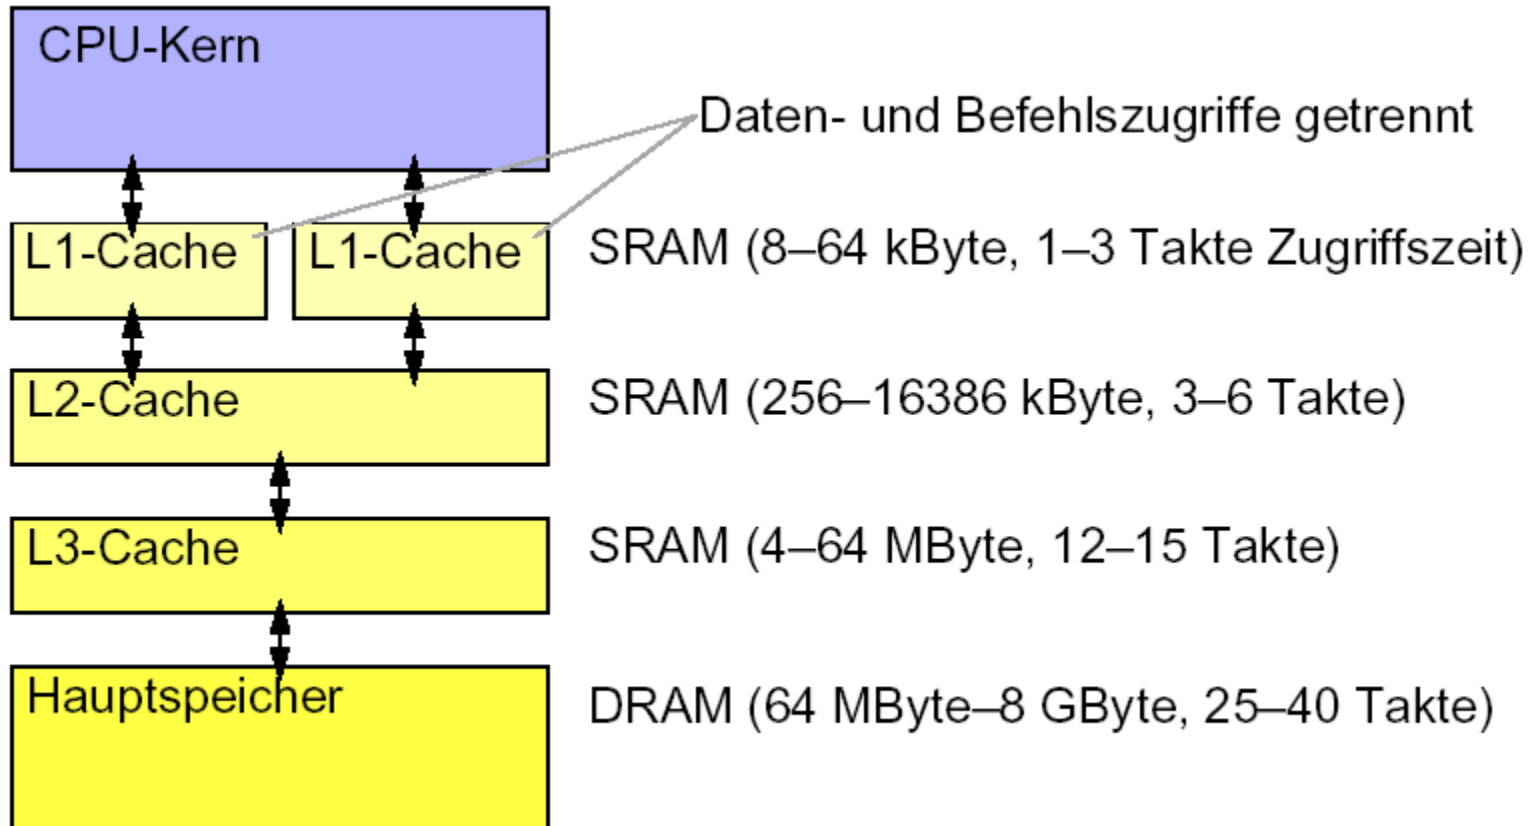 CPU-Kern
Daten- und Befehlszugriffe getrennt
L1-Cache
L1-Cache
SRAM (8–64 kByte, 1–3 Takte Zugriffszeit)
L2-Cache
SRAM (256–16386 kByte, 3–6 Takte)
L3-Cache
SRAM (4–64 MByte, 12–15 Takte)
Hauptspeicher
DRAM (64 MByte–8 GByte, 25–40 Takte)